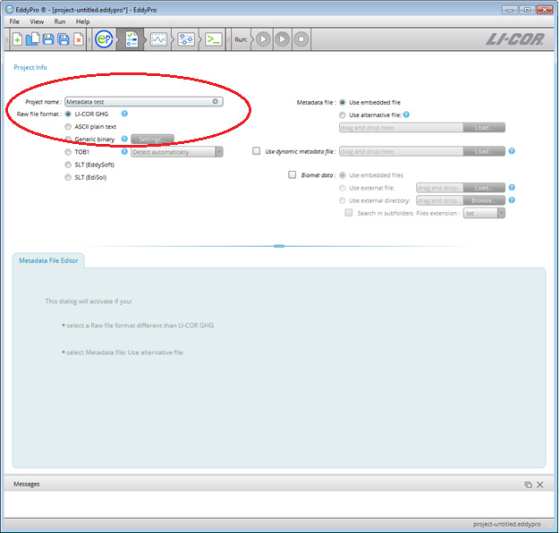 EddyPro ® - [project-untitled.eddypro*] - EddyPro
File View Run Help
Run:
LI-COR
Project Info
Project name : Metadata test
Raw file format : LI-COR GHG
ASCII plain text
Generic binary
TOB1 Detect automatically
SLT (EddySoft)
SLT (EdiSol)
Metadata file : Use embedded file
Use alternative file:
drag and drop here Load...
Use dynamic metadata file : drag and drop here Load...
Biomet data : Use embedded files
Use external file: drag and drop Load...
Use external directory: drag and drop Browse...
Search in subfolders Files extension : txt
Metadata File Editor
This dialog will activate if you:
• select a Raw file format different than LI-COR GHG
• select Metadata file: Use alternative file
Messages
project-untitled.eddypro